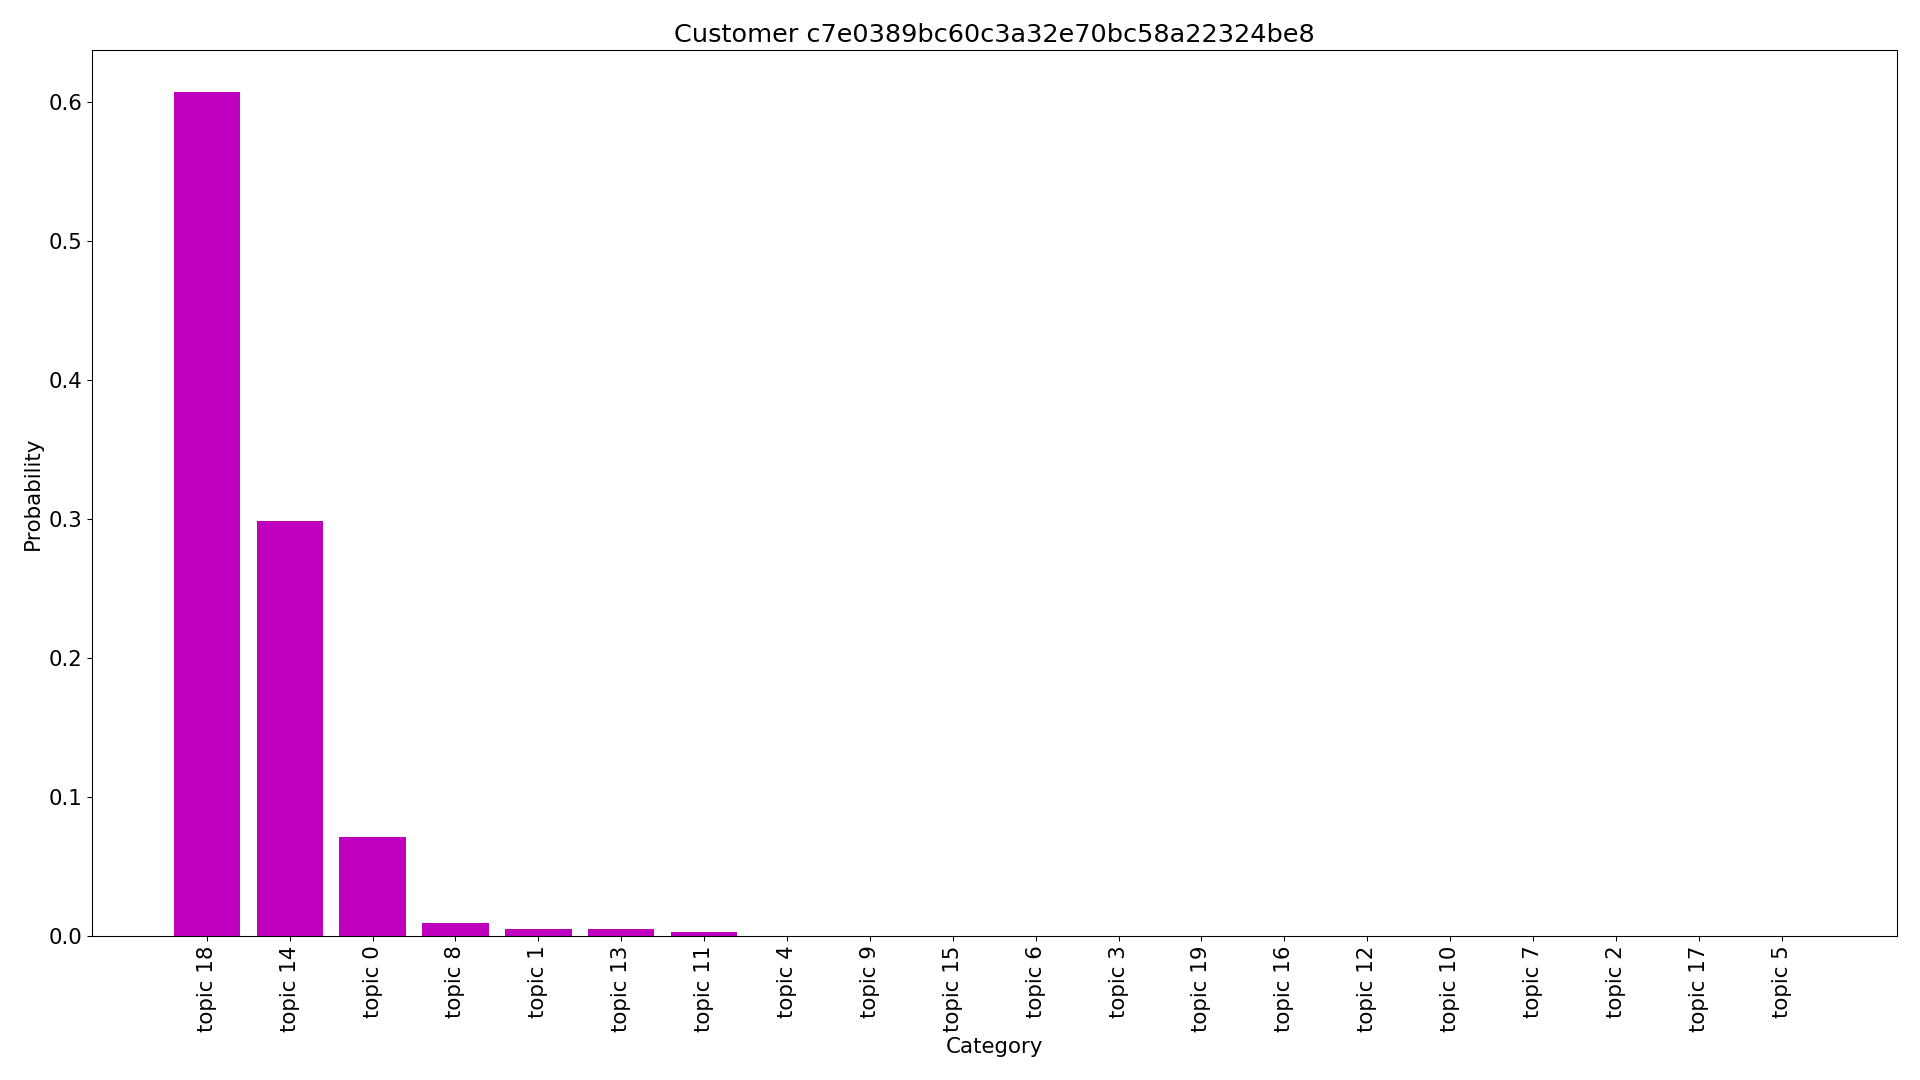 Customer c7e0389bc60c3a32e70bc58a22324be8
Probability
0.6
0.5
0.4
0.3
0.2
0.1
0.0
topic 18
topic 14
topic 0
topic 8
topic 1
topic 13
topic 11
topic 4
topic 9
topic 15
topic 6
topic 3
topic 19
topic 16
topic 12
topic 10
topic 7
topic 2
topic 17
topic 5
Category